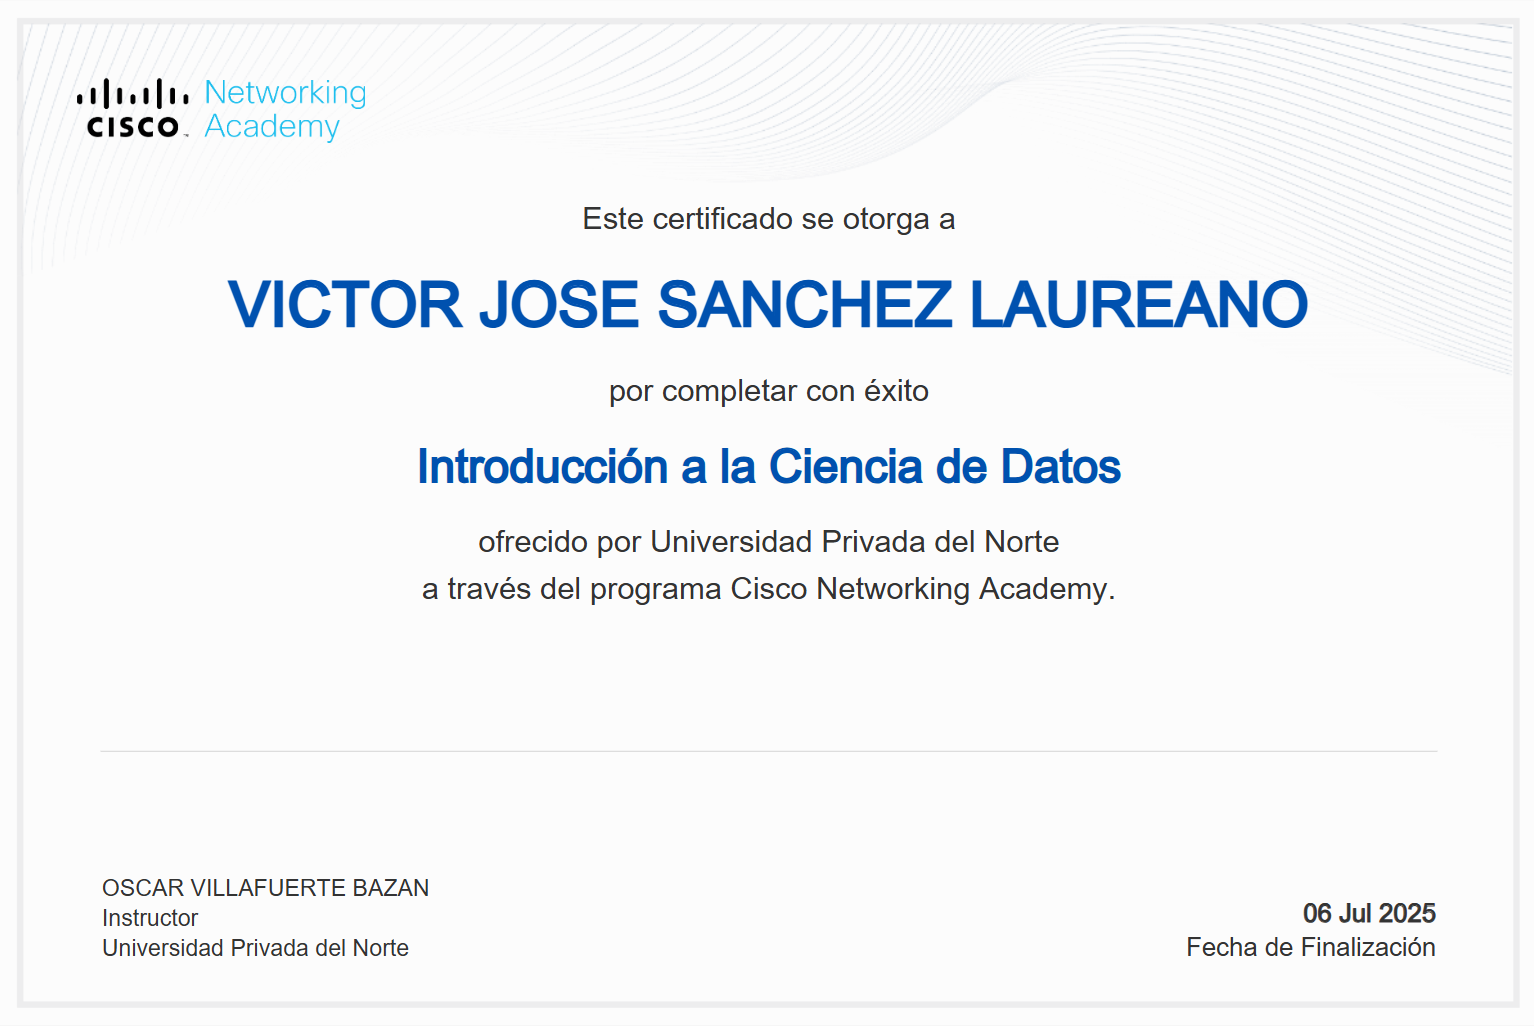 CISCO
Networking
Academy
Este certificado se otorga a
VICTOR JOSE SANCHEZ LAUREANO
por completar con éxito
Introducción a la Ciencia de Datos
ofrecido por Universidad Privada del Norte
a través del programa Cisco Networking Academy.
OSCAR VILLAFUERTE BAZAN
Instructor
Universidad Privada del Norte
06 Jul 2025
Fecha de Finalización